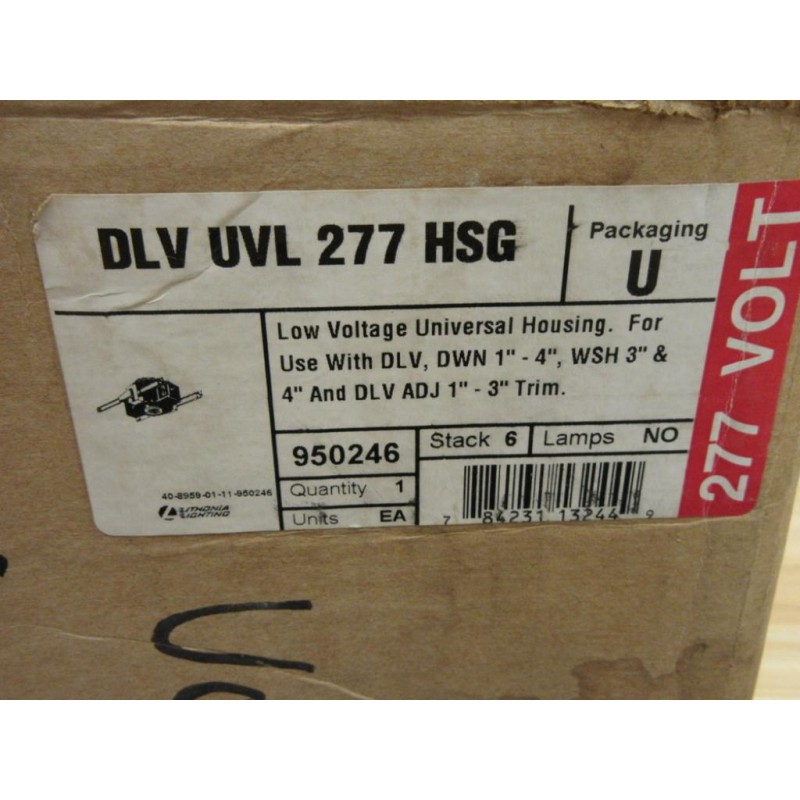 DLV UVL 277 HSG
Packaging
U
277 VOLT
Low Voltage Universal Housing. For
Use With DLV, DWN 1" - 4", WSH 3" &
4" And DLV ADJ 1" - 3" Trim.
950246
Stack 6
Lamps NO
Quantity 1
Units EA
40-8959-01-11-950246
LITHONIA
LIGHTING
7 84231 13244 9